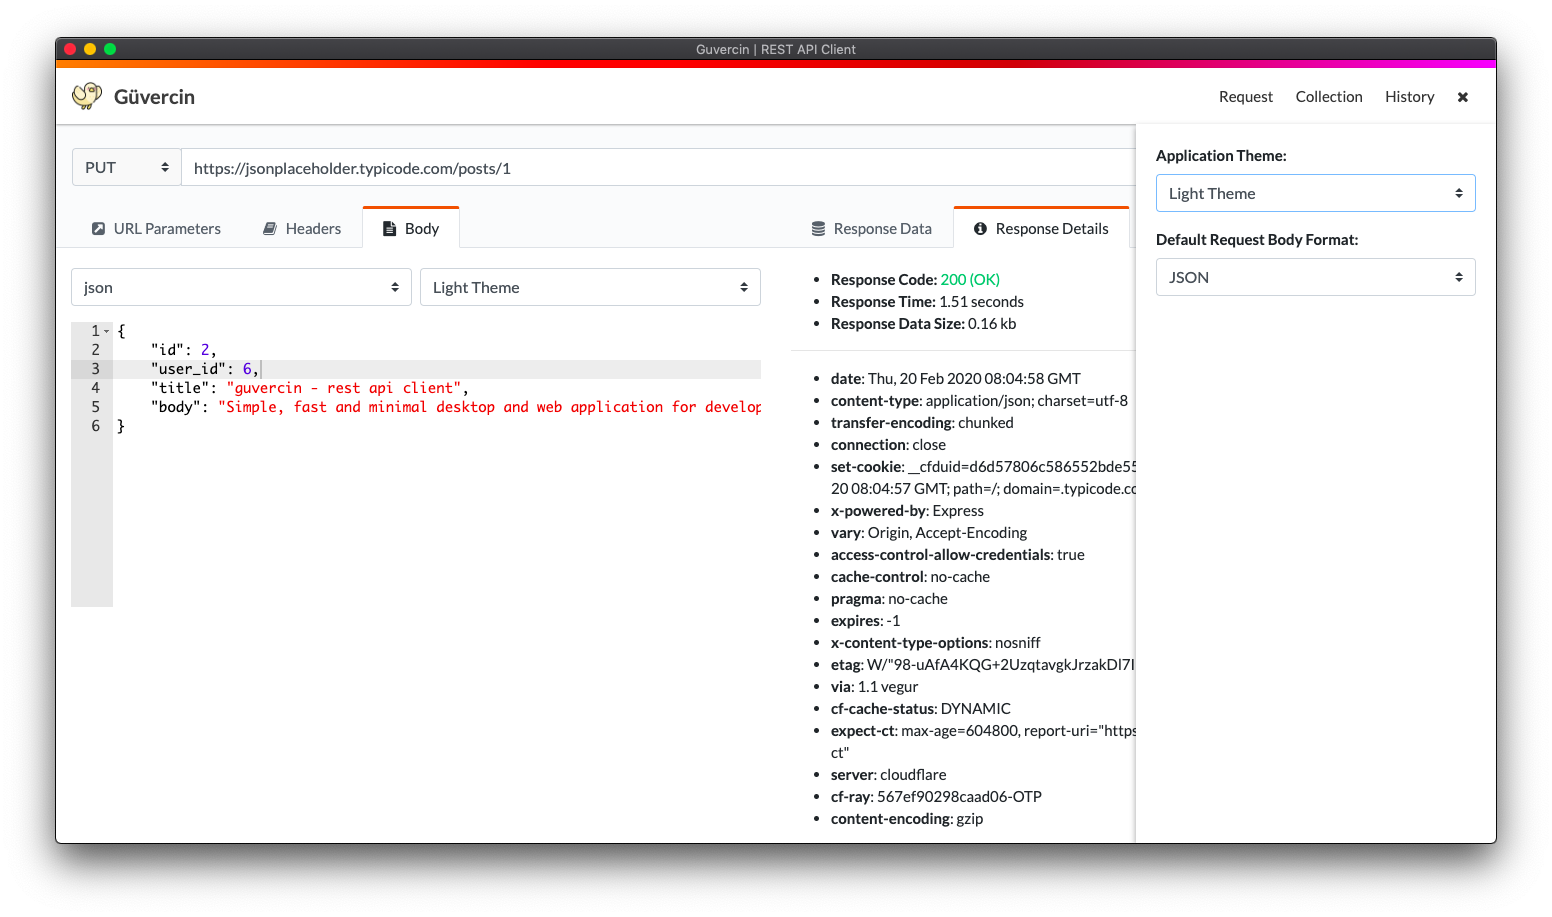 Guvercin | REST API Client
Güvercin
Request Collection History
PUT
https://jsonplaceholder.typicode.com/posts/1
URL Parameters Headers Body
Response Data Response Details
json
Light Theme
1 {
2 "id": 2,
3 "user_id": 6,
4 "title": "guvercin - rest api client",
5 "body": "Simple, fast and minimal desktop and web application for develop
6 }
Response Code: 200 (OK)
Response Time: 1.51 seconds
Response Data Size: 0.16 kb
date: Thu, 20 Feb 2020 08:04:58 GMT
content-type: application/json; charset=utf-8
transfer-encoding: chunked
connection: close
set-cookie: __cfduid=d6d57806c586552bde55
20 08:04:57 GMT; path=/; domain=.typicode.co
x-powered-by: Express
vary: Origin, Accept-Encoding
access-control-allow-credentials: true
cache-control: no-cache
pragma: no-cache
expires: -1
x-content-type-options: nosniff
etag: W/"98-uAfA4KQG+2UzqtavgkJrzakDl7I
via: 1.1 vegur
cf-cache-status: DYNAMIC
expect-ct: max-age=604800, report-uri="https
ct"
server: cloudflare
cf-ray: 567ef90298caad06-OTP
content-encoding: gzip
Application Theme:
Light Theme
Default Request Body Format:
JSON